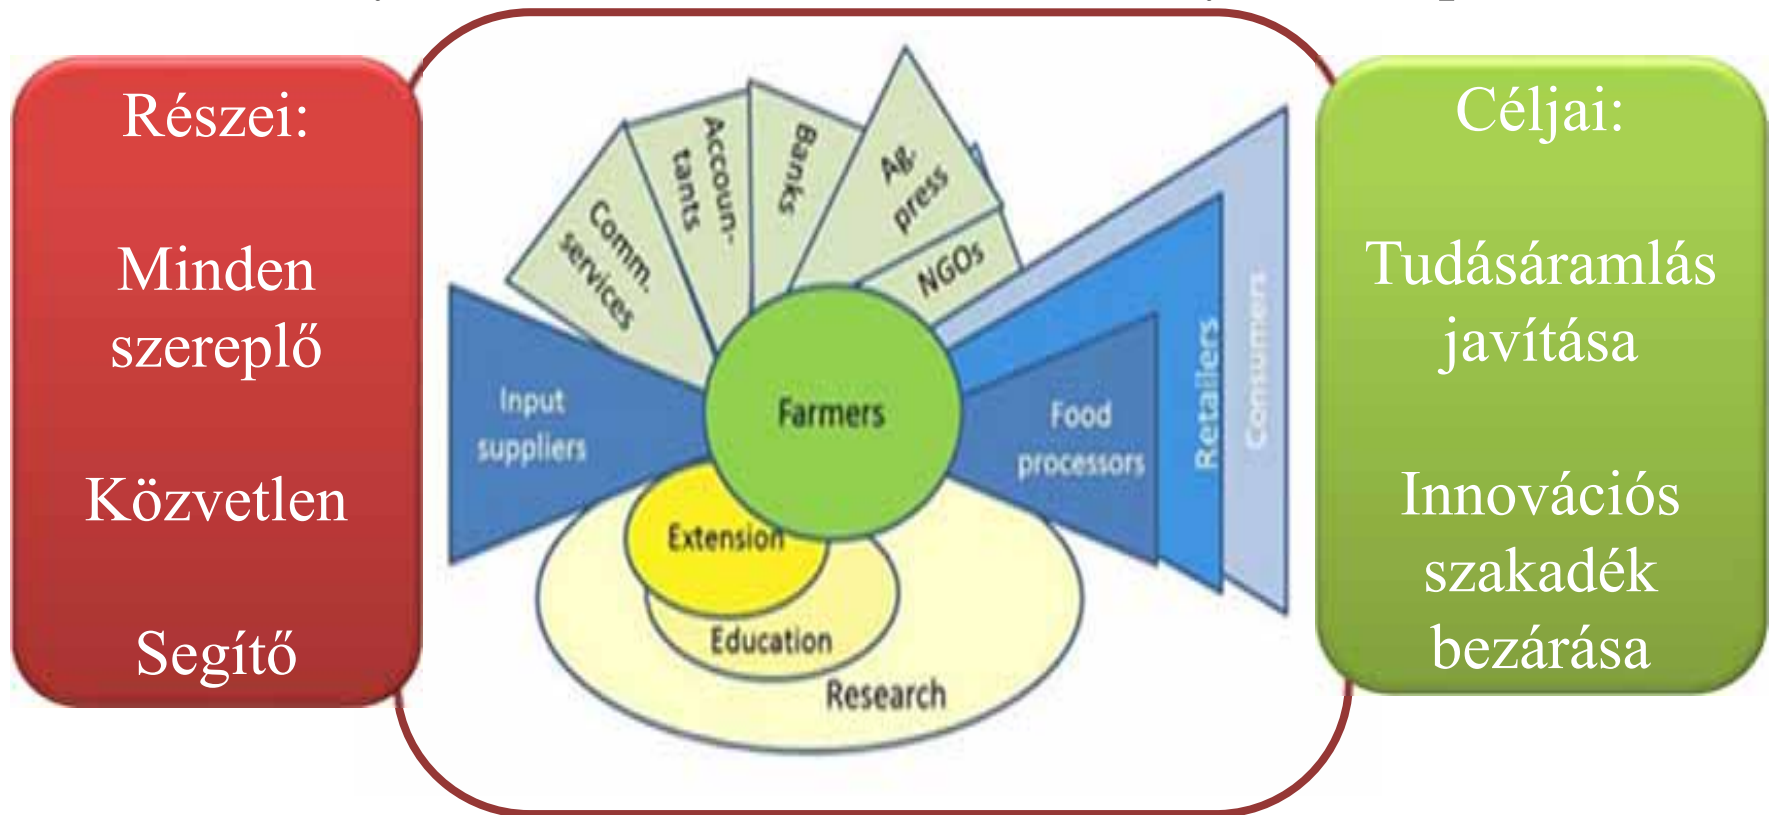 Részei:
Minden
szereplő
Közvetlen
Segítő
Comm.
services
Accoun-
tants
Banks
Ag.
press
NGOs
Input
suppliers
Farmers
Food
processors
Retailers
Consumers
Extension
Education
Research
Céljai:
Tudásáramlás
javítása
Innovációs
szakadék
bezárása